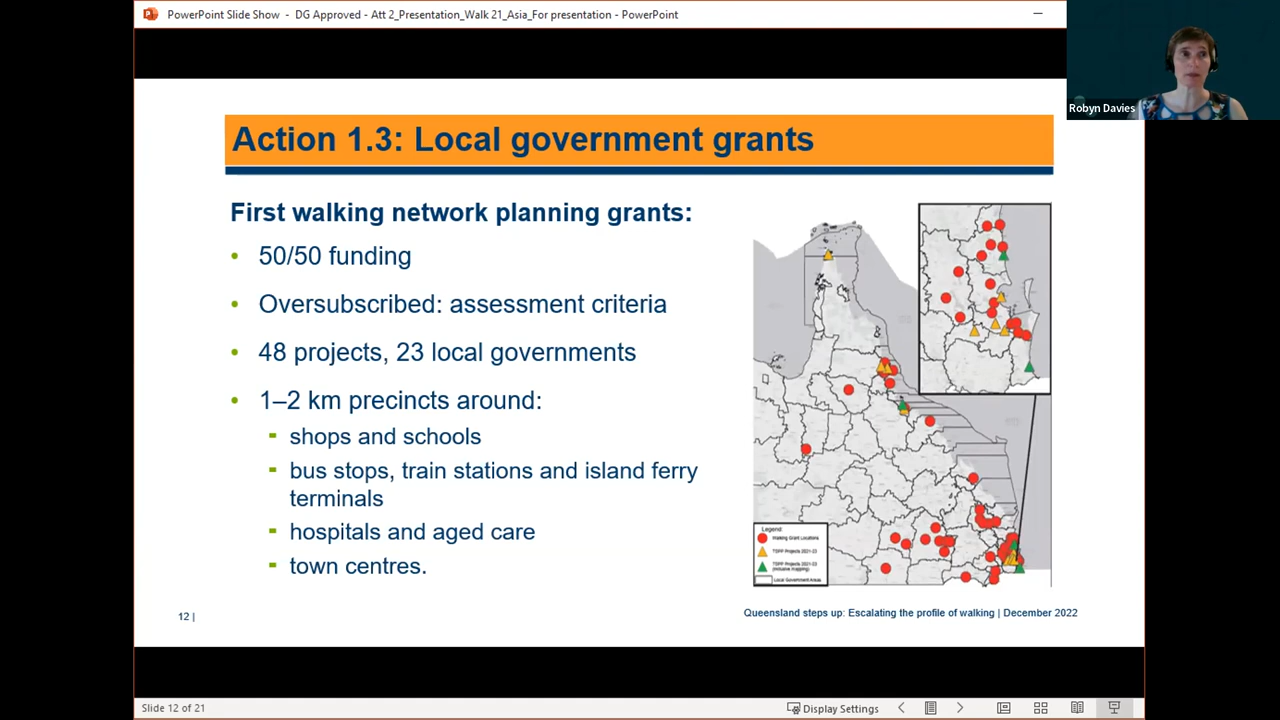 PowerPoint Slide Show - DG Approved - Att 2_Presentation_Walk 21_Asia_For presentation - PowerPoint
Robyn Davies
Action 1.3: Local government grants
First walking network planning grants:
• 50/50 funding
• Oversubscribed: assessment criteria
• 48 projects, 23 local governments
• 1–2 km precincts around:
- shops and schools
- bus stops, train stations and island ferry
terminals
- hospitals and aged care
- town centres.
Legend
Walking Grant Locations
TSPP Projects 2021-23
TSPP Projects 2021-23
(inclusive mapping)
Local Government Areas
12 |
Queensland steps up: Escalating the profile of walking | December 2022
Slide 12 of 21
Display Settings